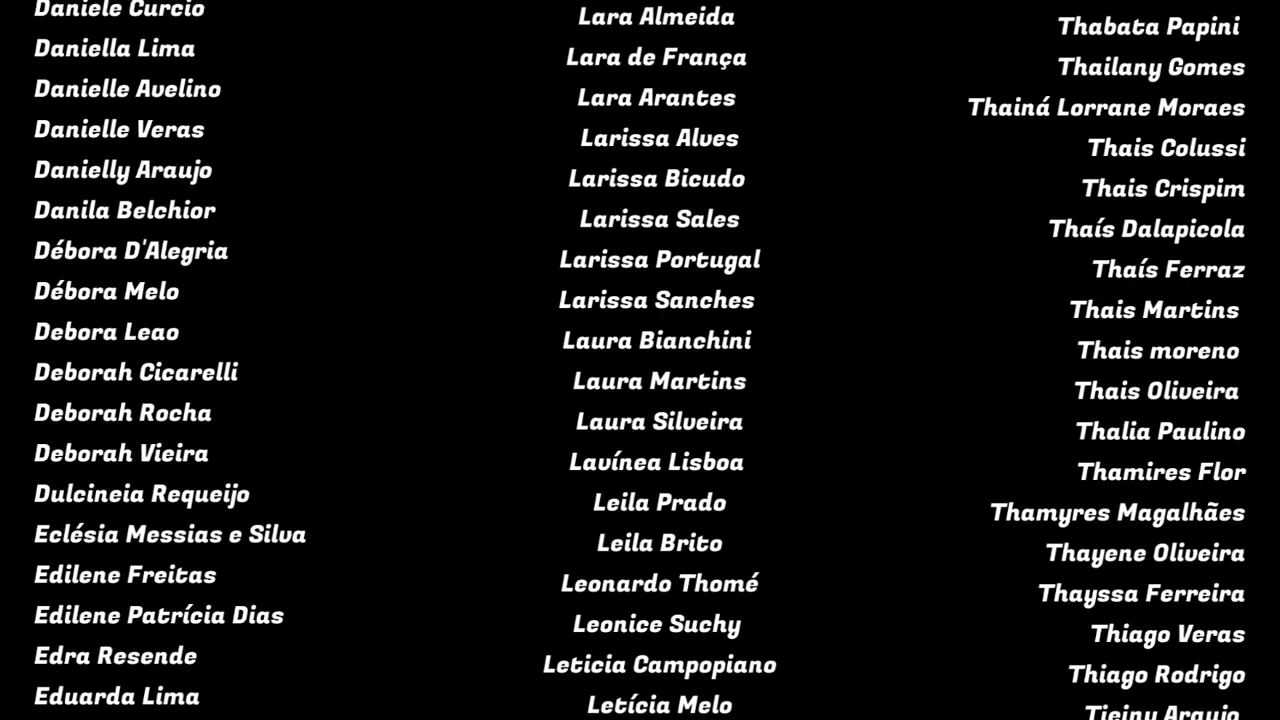 Daniele Curcio
Daniella Lima
Danielle Avelino
Danielle Veras
Danielly Araujo
Danila Belchior
Débora D'Alegria
Débora Melo
Debora Leao
Deborah Cicarelli
Deborah Rocha
Deborah Vieira
Dulcineia Requeijo
Eclésia Messias e Silva
Edilene Freitas
Edilene Patrícia Dias
Edra Resende
Eduarda Lima
Lara Almeida
Lara de França
Lara Arantes
Larissa Alves
Larissa Bicudo
Larissa Sales
Larissa Portugal
Larissa Sanches
Laura Bianchini
Laura Martins
Laura Silveira
Lavínea Lisboa
Leila Prado
Leila Brito
Leonardo Thomé
Leonice Suchy
Leticia Campopiano
Letícia Melo
Thabata Papini
Thailany Gomes
Thainá Lorrane Moraes
Thais Colussi
Thais Crispim
Thaís Dalapicola
Thaís Ferraz
Thais Martins
Thais moreno
Thais Oliveira
Thalia Paulino
Thamires Flor
Thamyres Magalhães
Thayene Oliveira
Thayssa Ferreira
Thiago Veras
Thiago Rodrigo
Araujo